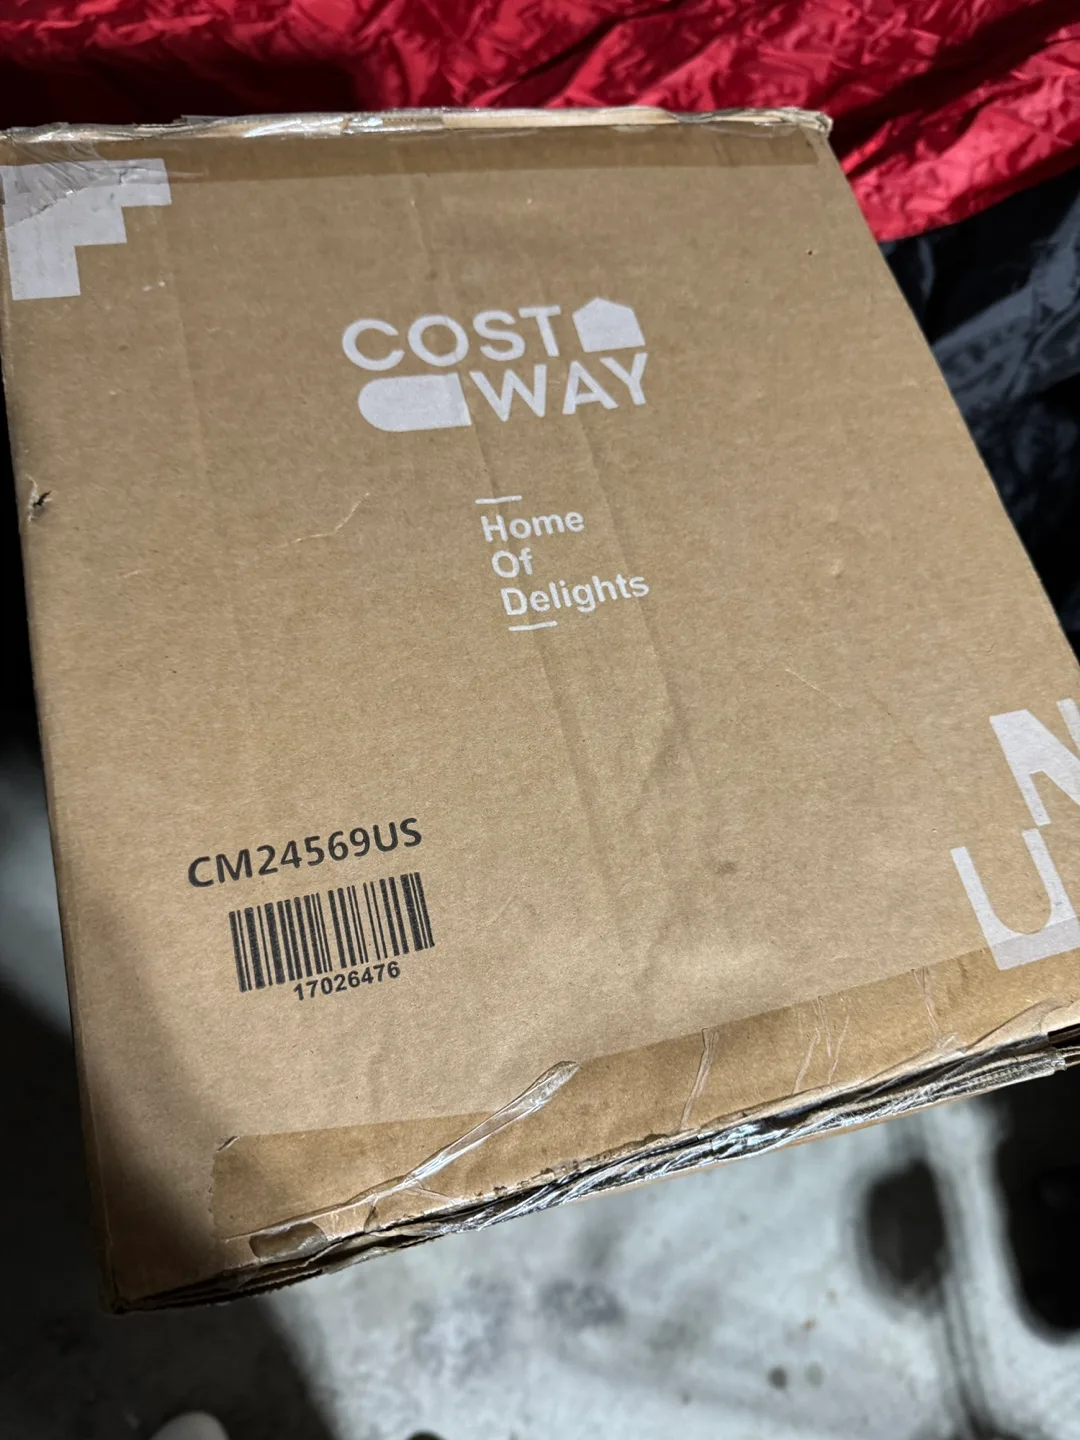 COST
WAY
Home
Of
Delights
CM24569US
17026476
N
U